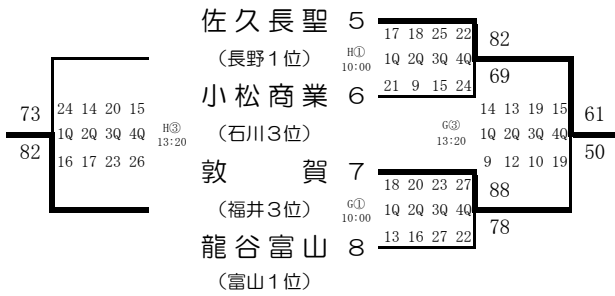 佐久長聖 5
17 18 25 22 82
(長野1位) H① 10:00 1Q 2Q 3Q 4Q
69
小松商業 6
21 9 15 24
73 24 14 20 15
14 13 19 15 61
1Q 2Q 3Q 4Q H③ 13:20
(石川3位)
G③ 13:20 1Q 2Q 3Q 4Q
82 16 17 23 26
9 12 10 19 50
敦賀 7
18 20 23 27 88
(福井3位) G① 10:00 1Q 2Q 3Q 4Q
78
龍谷富山 8
13 16 27 22
(富山1位)